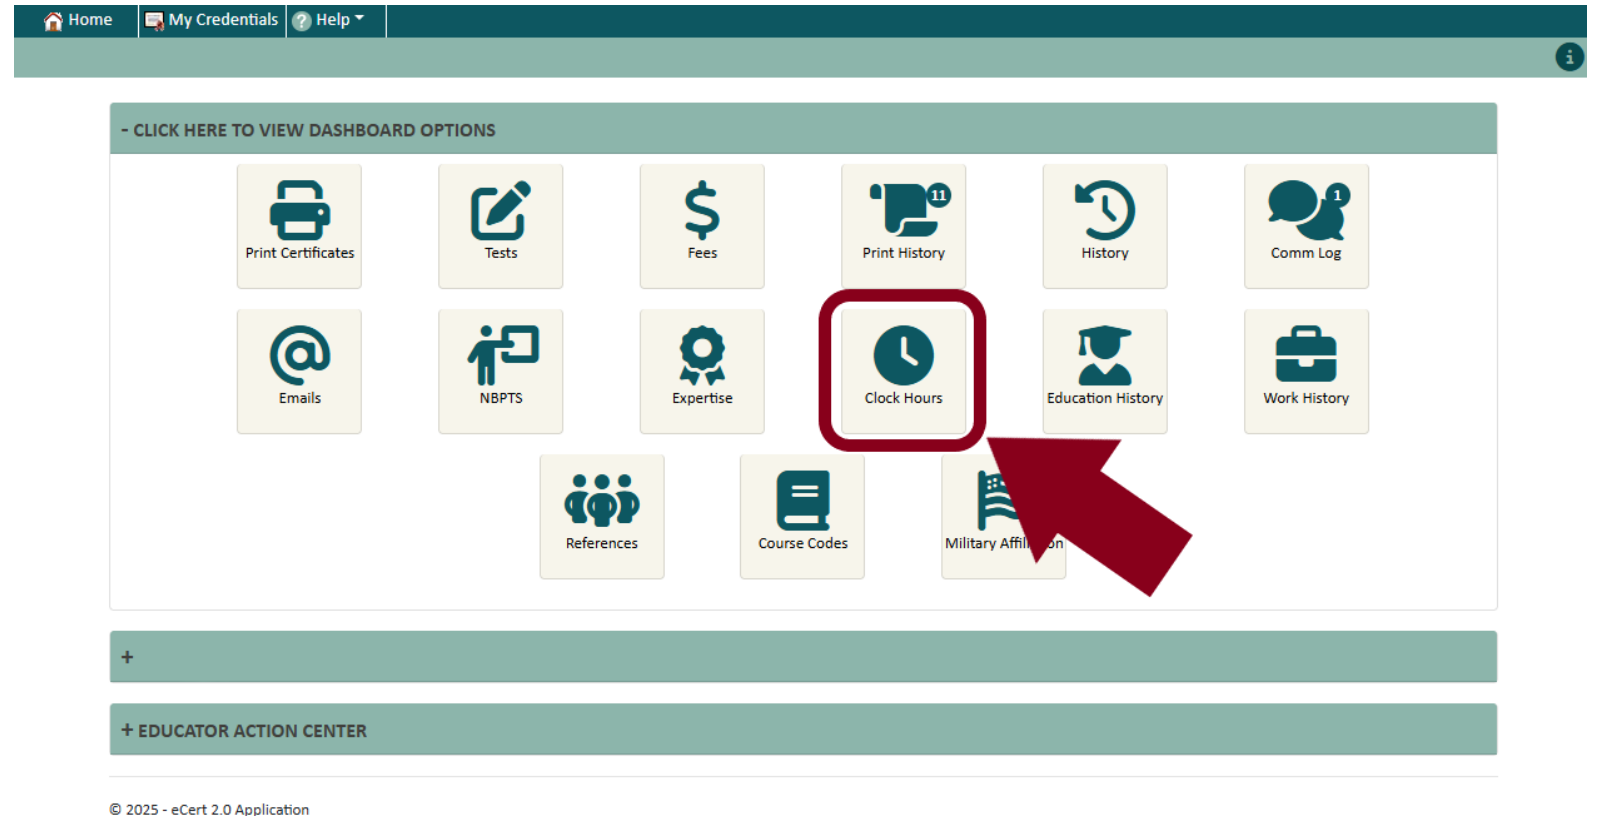 Home My Credentials ? Help
i
- CLICK HERE TO VIEW DASHBOARD OPTIONS
Print Certificates
Tests
$
Fees
11
Print History
History
1
Comm Log
@
Emails
NBPTS
Expertise
Clock Hours
Education History
Work History
References
Course Codes
Military
+
+ EDUCATOR ACTION CENTER
© 2025 - eCert 2.0 Application